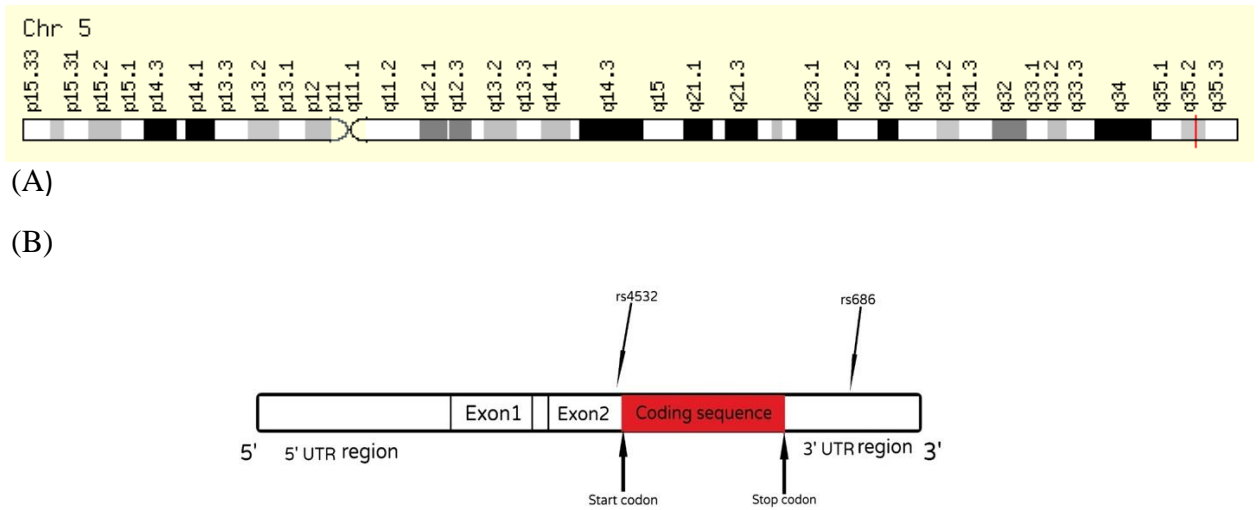 Chr 5
p15.33 p15.31 p15.2 p15.1 p14.3 p14.1 p13.3 p13.2 p13.1 p12 p11 q11.1 q11.2 q12.1 q12.3 q13.2 q13.3 q14.1 q14.3 q15 q21.1 q21.3 q23.1 q23.2 q23.3 q31.1 q31.2 q31.3 q32 q33.1 q33.2 q33.3 q34 q35.1 q35.2 q35.3
(A)
(B)
rs4532 rs686
Exon1 Exon2 Coding sequence
5' 5' UTR region 3' UTR region 3'
Start codon Stop codon